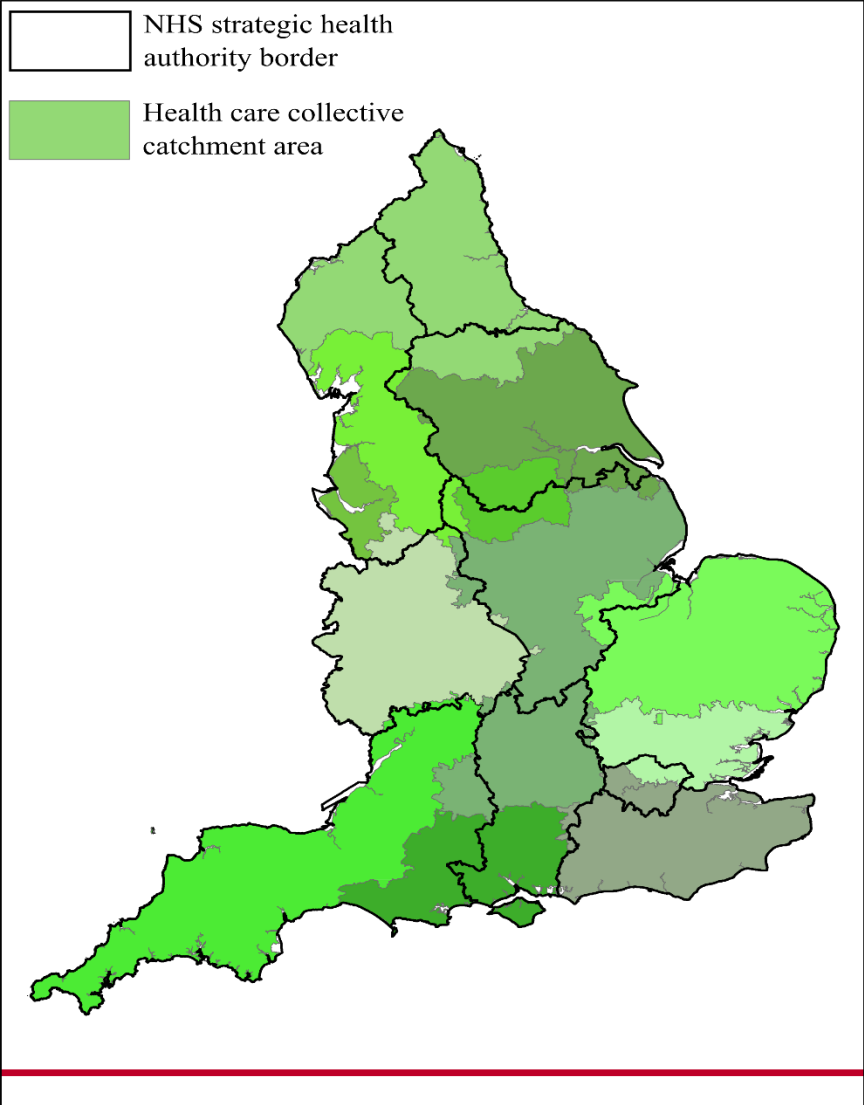 NHS strategic health
authority border
Health care collective
catchment area